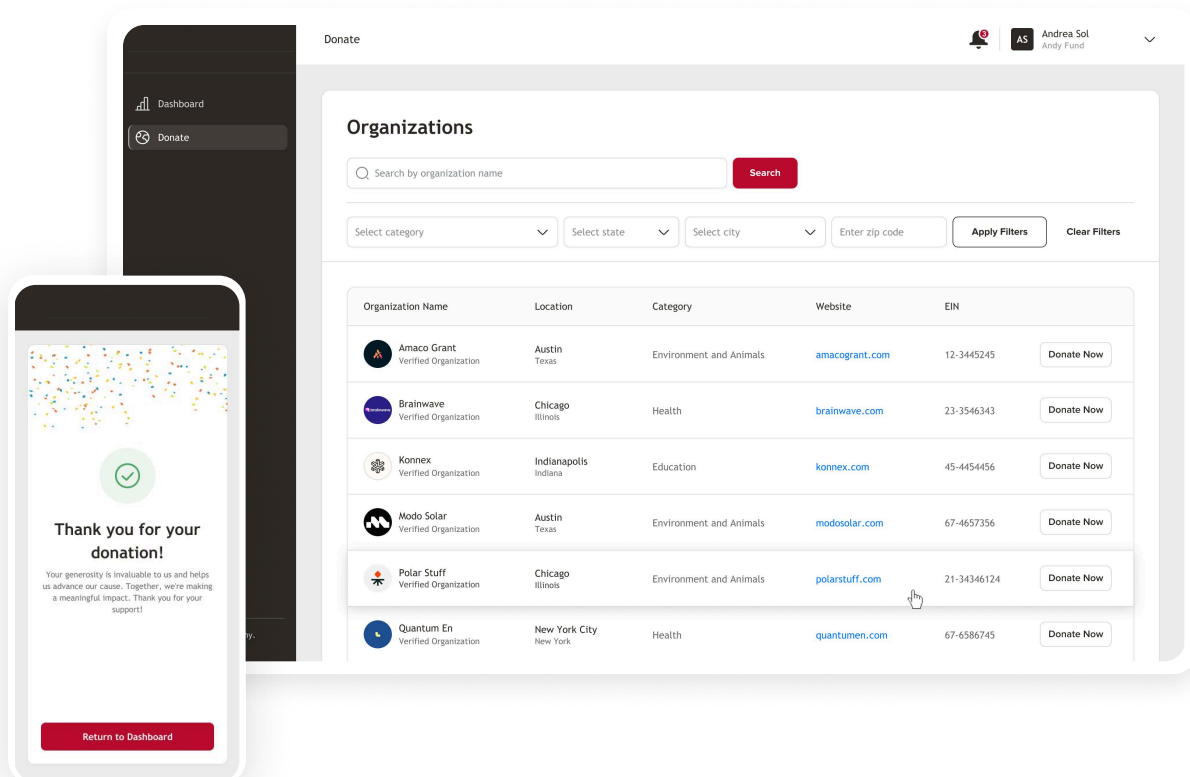 Donate
3
AS
Andrea Sol
Andy Fund
Dashboard
Donate
Organizations
Search by organization name
Search
Select category
Select state
Select city
Enter zip code
Apply Filters
Clear Filters
Organization Name Location Category Website EIN
Amaco Grant
Verified Organization
Austin
Texas
Environment and Animals
amacogrant.com
12-3445245
Donate Now
brainwave
Brainwave
Verified Organization
Chicago
Illinois
Health
brainwave.com
23-3546343
Donate Now
Konnex
Verified Organization
Indianapolis
Indiana
Education
konnex.com
45-4454456
Donate Now
Modo Solar
Verified Organization
Austin
Texas
Environment and Animals
modosolar.com
67-4657356
Donate Now
Polar Stuff
Verified Organization
Chicago
Illinois
Environment and Animals
polarstuff.com
21-34346124
Donate Now
Quantum En
Verified Organization
New York City
New York
Health
quantumen.com
67-6586745
Donate Now
Thank you for your
donation!
Your generosity is invaluable to us and helps
us advance our cause. Together, we're making
a meaningful impact. Thank you for your
support!
Return to Dashboard